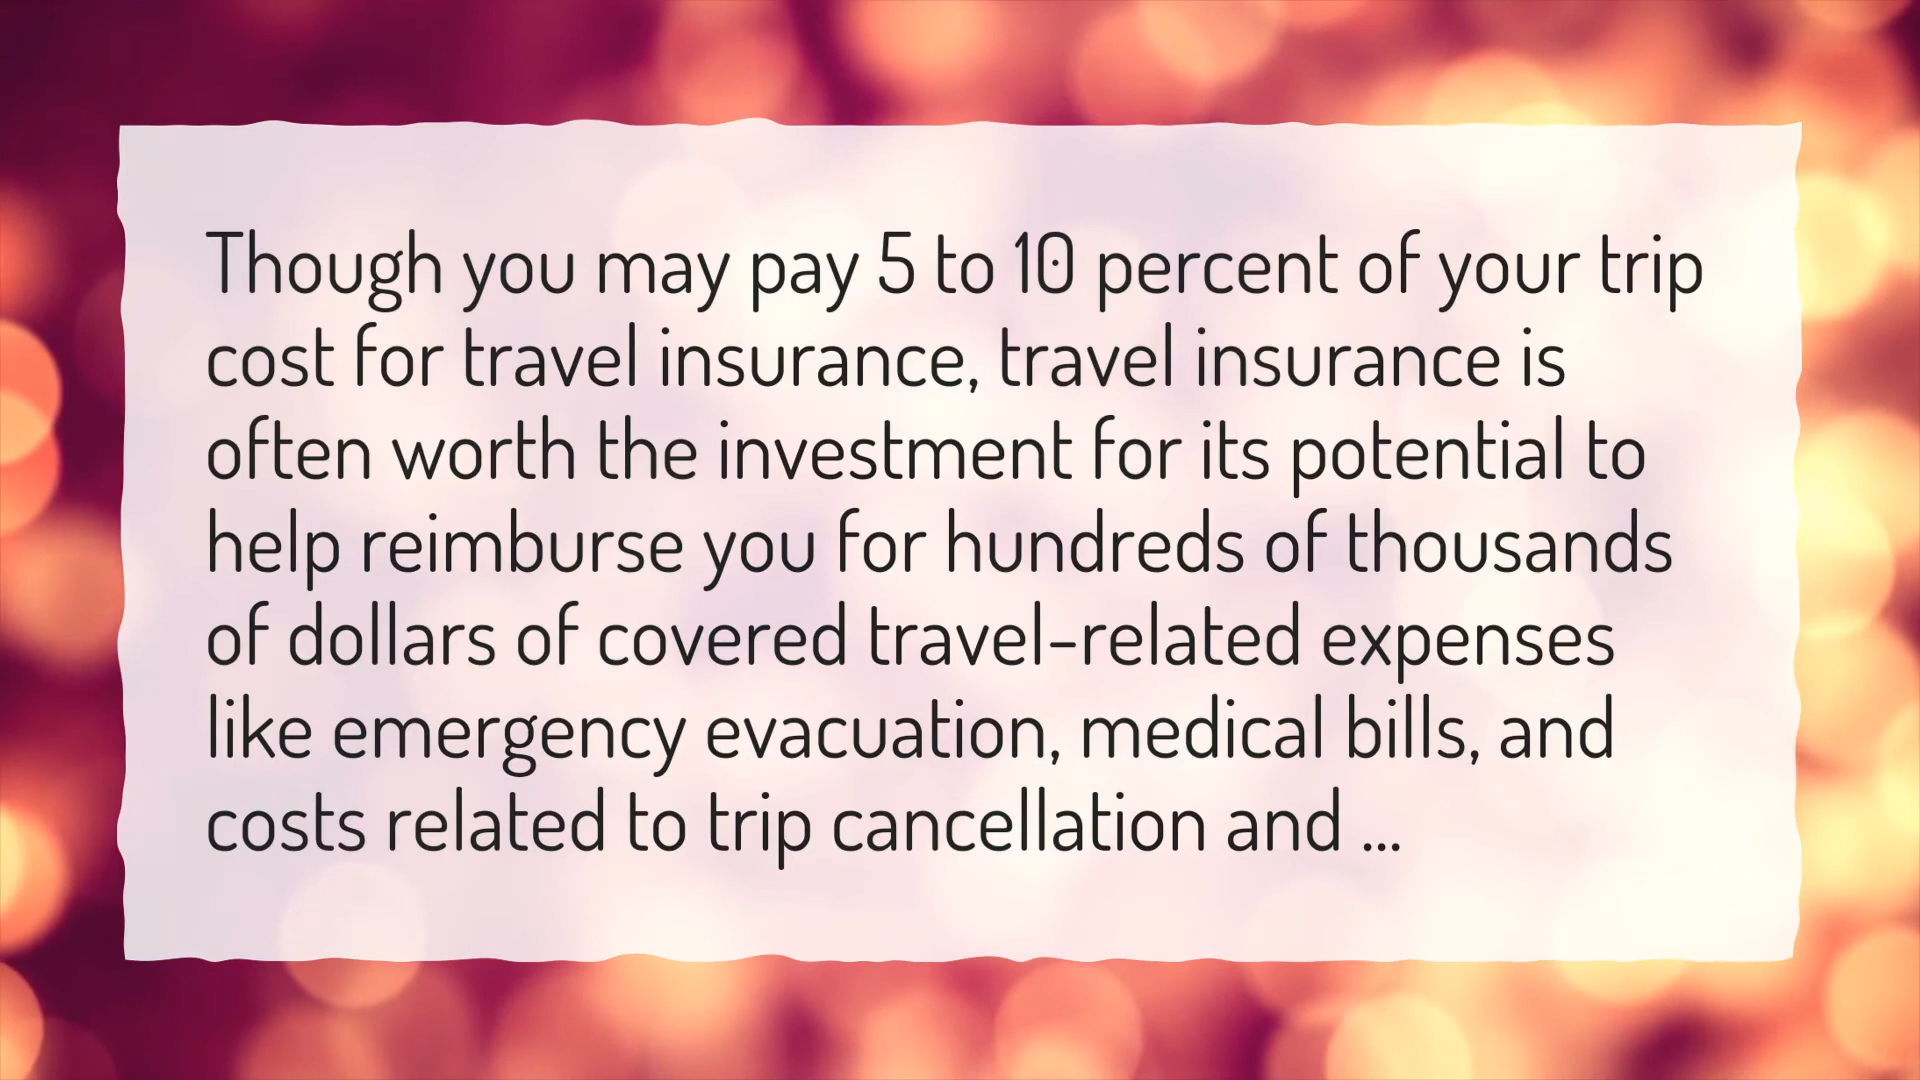 Though you may pay 5 to 10 percent of your trip
cost for travel insurance, travel insurance is
often worth the investment for its potential to
help reimburse you for hundreds of thousands
of dollars of covered travel-related expenses
like emergency evacuation, medical bills, and
costs related to trip cancellation and ...